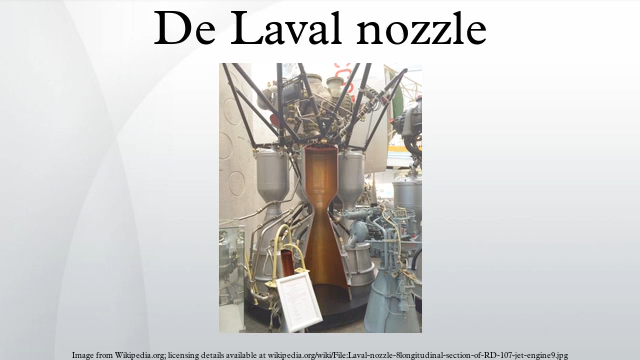 De Laval nozzle
Image from Wikipedia.org; licensing details available at wikipedia.org/wiki/File:Laval-nozzle-8longitudinal-section-of-RD-107-jet-engine9.jpg